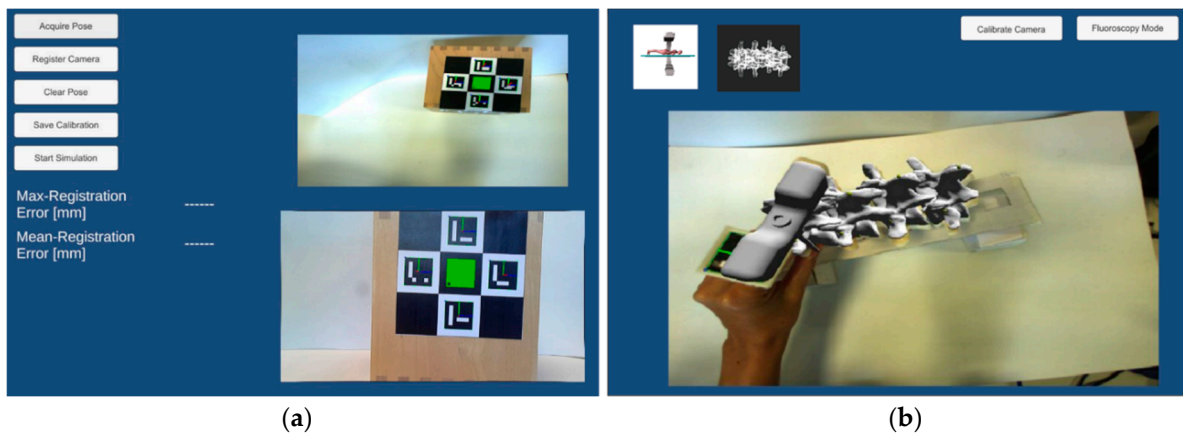 Acquire Pose
Register Camera
Clear Pose
Save Calibration
Start Simulation
Max-Registration
Error [mm]
------
Mean-Registration
Error [mm]
------
Calibrate Camera
Fluoroscopy Mode
(a)
(b)